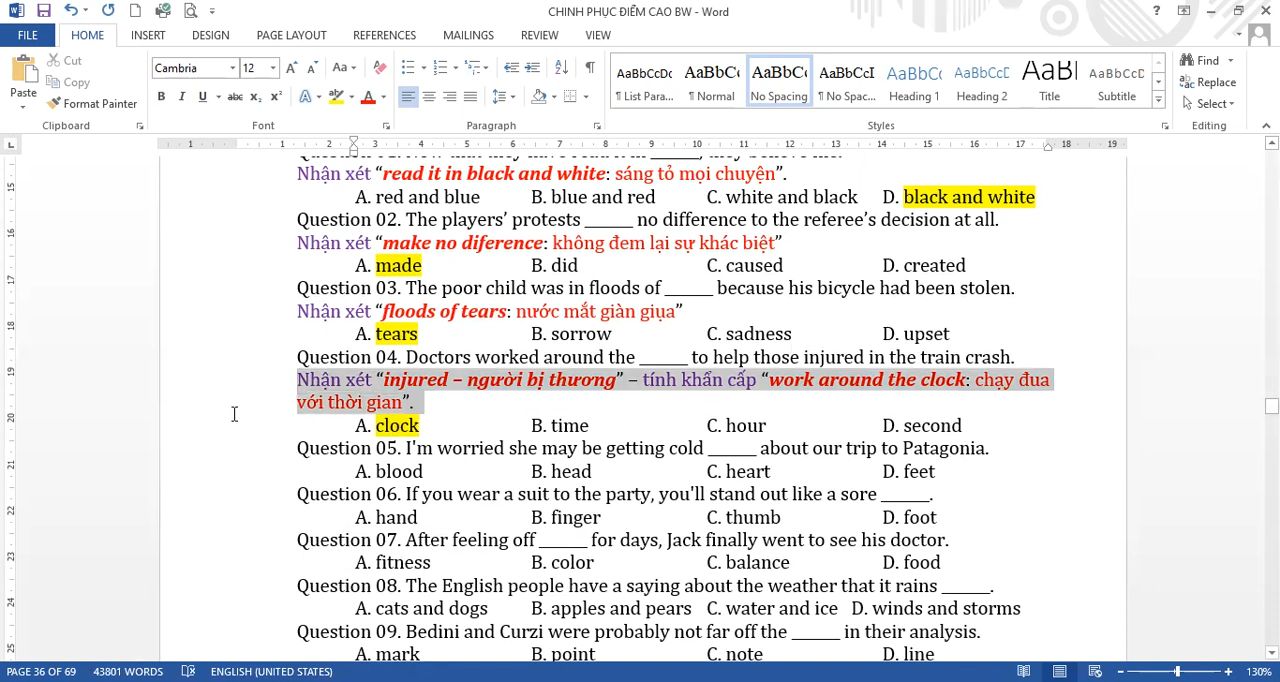 CHINH PHỤC ĐIỂM CAO BW - Word
FILE HOME INSERT DESIGN PAGE LAYOUT REFERENCES MAILINGS REVIEW VIEW
Paste Cut Copy Format Painter
Cambria 12
AaBbCcDc AaBbC AaBbC AaBbCcI AaBbC AaBbCcD AaBl AaBbCcD
¶ List Para... ¶ Normal No Spacing ¶ No Spac... Heading 1 Heading 2 Title Subtitle
Find Replace Select
Clipboard Font Paragraph Styles Editing
Nhận xét “read it in black and white: sáng tỏ mọi chuyện”.
A. red and blue B. blue and red C. white and black D. black and white
Question 02. The players’ protests ______ no difference to the referee’s decision at all.
Nhận xét “make no diference: không đem lại sự khác biệt”
A. made B. did C. caused D. created
Question 03. The poor child was in floods of ______ because his bicycle had been stolen.
Nhận xét “floods of tears: nước mắt giàn giụa”
A. tears B. sorrow C. sadness D. upset
Question 04. Doctors worked around the ______ to help those injured in the train crash.
Nhận xét “injured – người bị thương” – tính khẩn cấp “work around the clock: chạy đua
với thời gian”.
A. clock B. time C. hour D. second
Question 05. I'm worried she may be getting cold ______ about our trip to Patagonia.
A. blood B. head C. heart D. feet
Question 06. If you wear a suit to the party, you'll stand out like a sore ______.
A. hand B. finger C. thumb D. foot
Question 07. After feeling off ______ for days, Jack finally went to see his doctor.
A. fitness B. color C. balance D. food
Question 08. The English people have a saying about the weather that it rains ______.
A. cats and dogs B. apples and pears C. water and ice D. winds and storms
Question 09. Bedini and Curzi were probably not far off the ______ in their analysis.
A. mark B. point C. note D. line
PAGE 36 OF 69 43801 WORDS ENGLISH (UNITED STATES) 130%